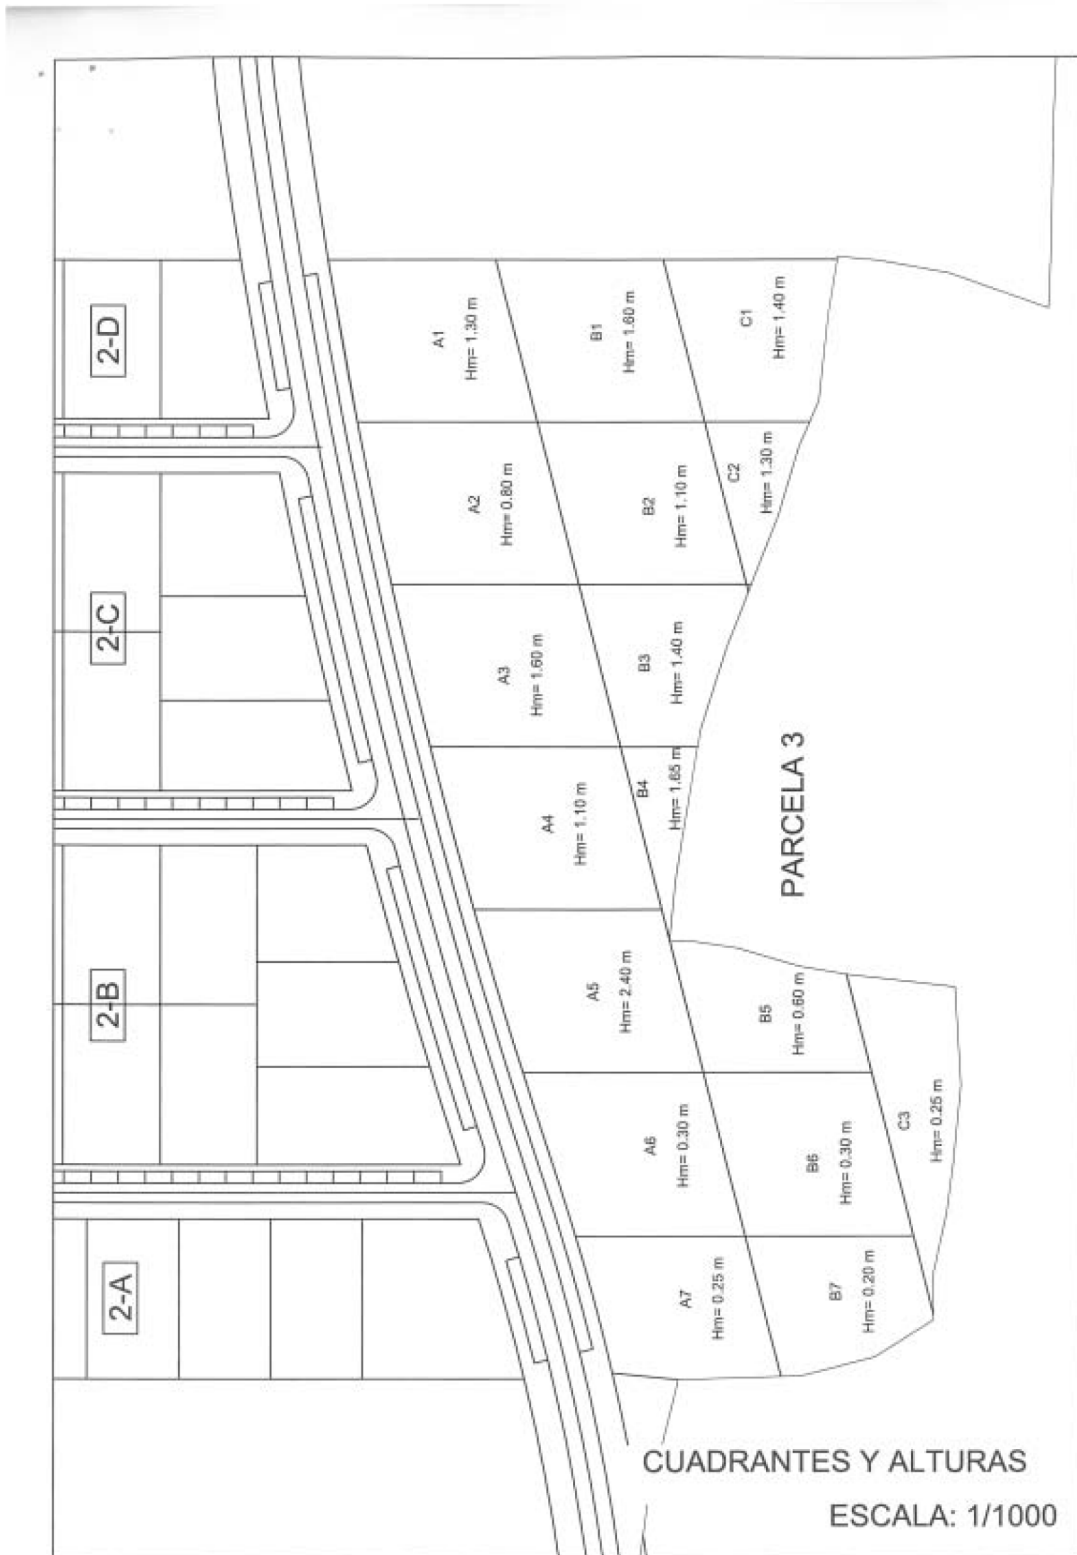 2-D
2-C
2-B
2-A
A1
Hm= 1.30 m
B1
Hm= 1.60 m
C1
Hm= 1.40 m
A2
Hm= 0.80 m
B2
Hm= 1.10 m
C2
Hm= 1.30 m
A3
Hm= 1.60 m
B3
Hm= 1.40 m
A4
Hm= 1.10 m
B4
Hm= 1.65 m
A5
Hm= 2.40 m
B5
Hm= 0.60 m
A6
Hm= 0.30 m
B6
Hm= 0.30 m
C3
Hm= 0.25 m
A7
Hm= 0.25 m
B7
Hm= 0.20 m
PARCELA 3
CUADRANTES Y ALTURAS
ESCALA: 1/1000